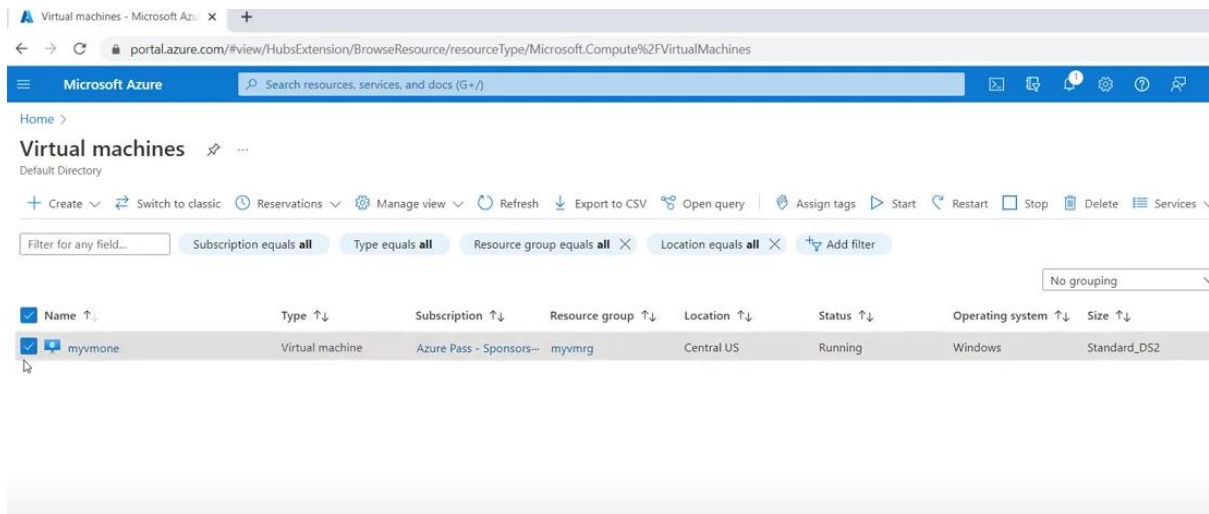 Virtual machines - Microsoft Azu
portal.azure.com/#view/HubsExtension/BrowseResource/resourceType/Microsoft.Compute%2FVirtualMachines
Microsoft Azure Search resources, services, and docs (G+/) 1
Home >
Virtual machines ...
Default Directory
+ Create Switch to classic Reservations Manage view Refresh Export to CSV Open query Assign tags Start Restart Stop Delete Services
Filter for any field... Subscription equals all Type equals all Resource group equals all Location equals all Add filter
No grouping
Name Type Subscription Resource group Location Status Operating system Size
myvmone Virtual machine Azure Pass - Sponsors... myvmrg Central US Running Windows Standard_DS2